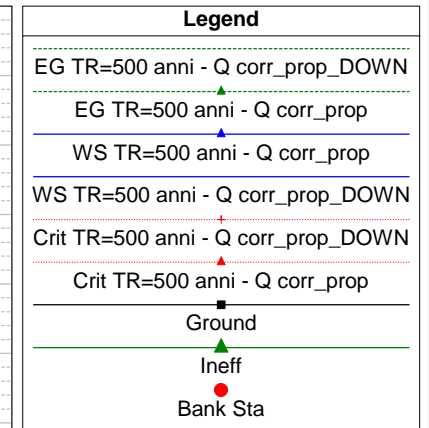 Legend
EG TR=500 anni - Q corr_prop_DOWN
EG TR=500 anni - Q corr_prop
WS TR=500 anni - Q corr_prop
WS TR=500 anni - Q corr_prop_DOWN
Crit TR=500 anni - Q corr_prop_DOWN
Crit TR=500 anni - Q corr_prop
Ground
Ineff
Bank Sta